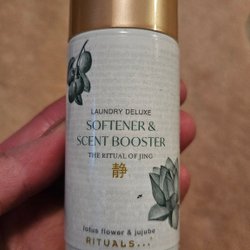 LAUNDRY DELUXE
SOFTENER &
SCENT BOOSTER
THE RITUAL OF JING
静
lotus flower & jujube
RITUALS...